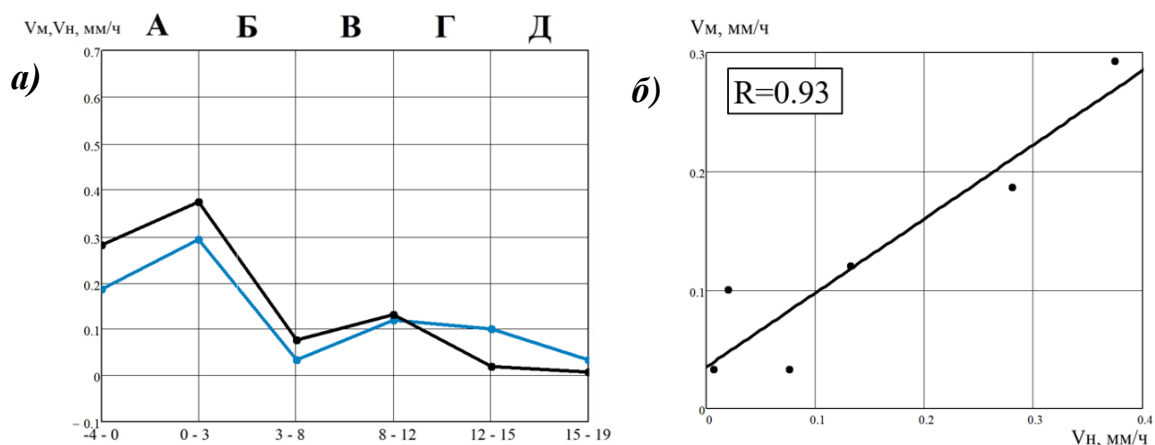 Vм,Vн, мм/ч А Б В Г Д
а)
0.7
0.6
0.5
0.4
0.3
0.2
0.1
0
– 0.1
-4 - 0 0 - 3 3 - 8 8 - 12 12 - 15 15 - 19
Vм, мм/ч
б)
R=0.93
0.3
0.2
0.1
0
0 0.1 0.2 0.3 0.4
Vн, мм/ч